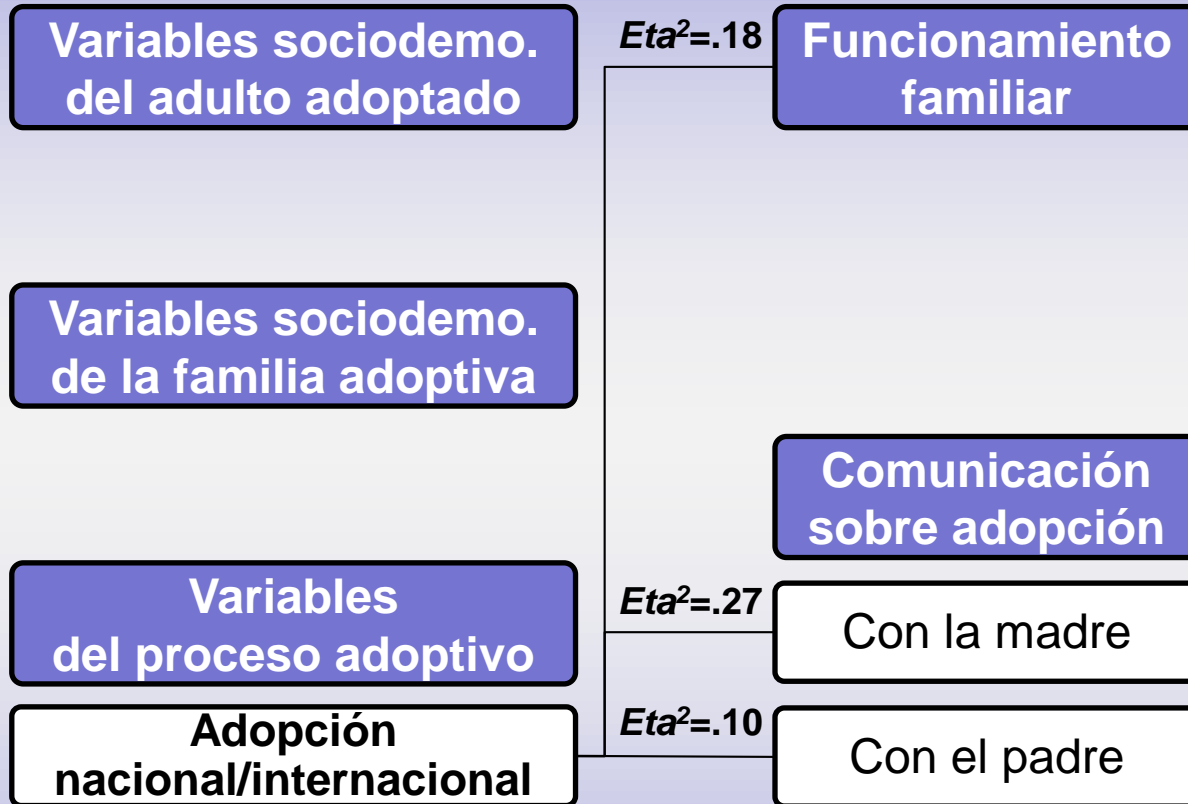 Variables sociodemo.
del adulto adoptado
Eta²=.18
Funcionamiento
familiar
Variables sociodemo.
de la familia adoptiva
Comunicación
sobre adopción
Variables
del proceso adoptivo
Eta²=.27
Con la madre
Adopción
nacional/internacional
Eta²=.10
Con el padre